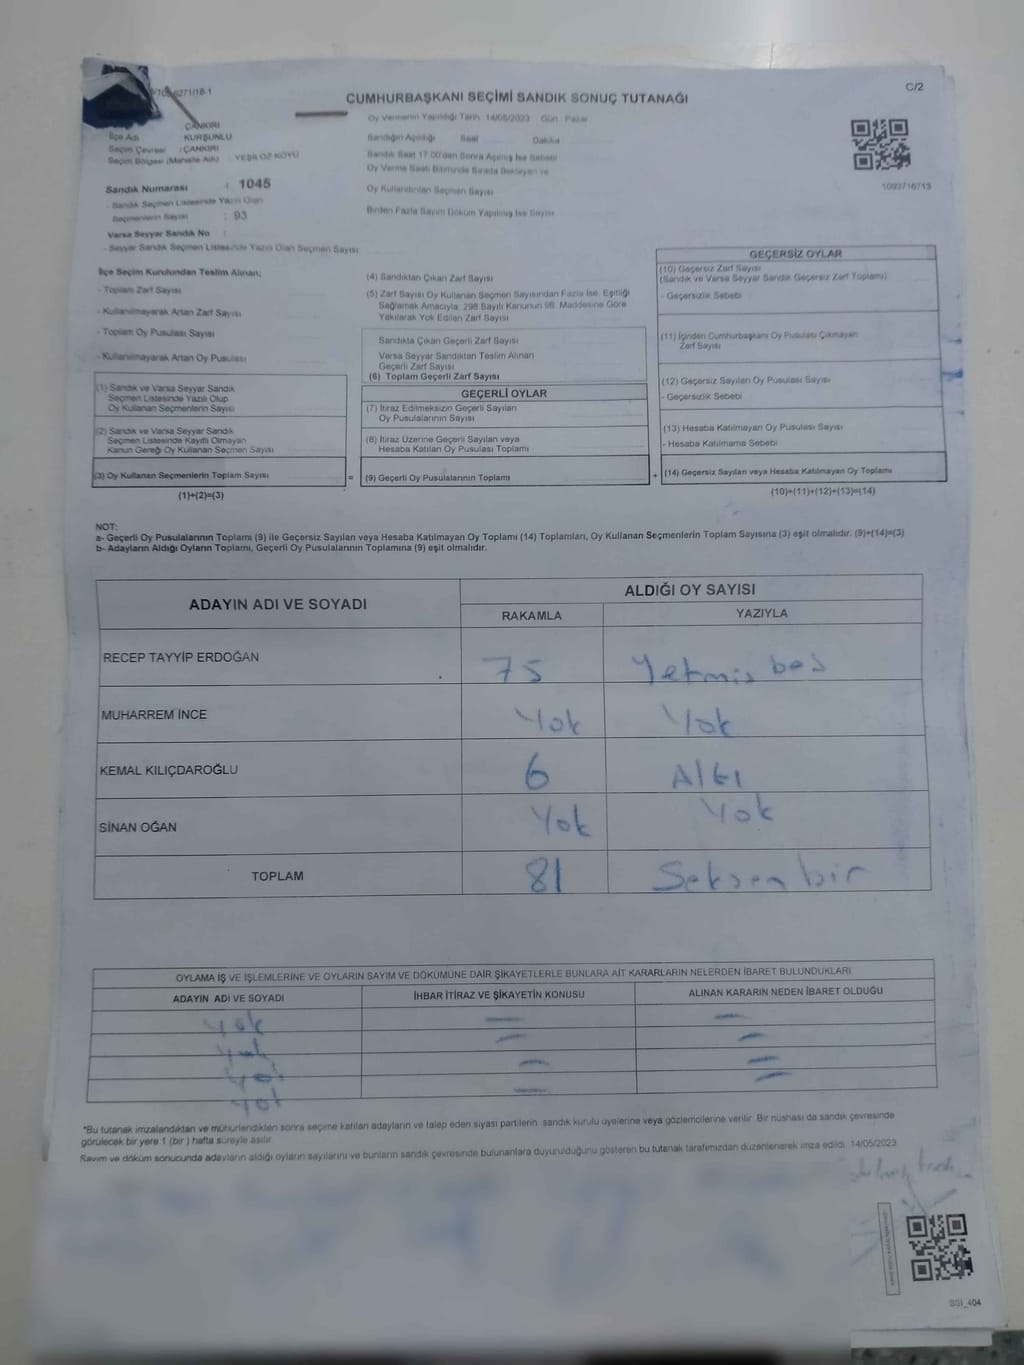 C/2
CUMHURBAŞKANI SEÇİMİ SANDIK SONUÇ TUTANAĞI
Oy Vermenin Yapıldığı Tarih 14/05/2023 Gün Pazar
ÇANKIRI
İlçe Adı KURŞUNLU
Sandığın Açıldığı Saat Dakika
Seçim Çevresi : ÇANKIRI
Seçim Bölgesi (Mahalle Adı) : YEŞİLÖZ KÖYÜ
Sandık Saat 17:00'den Sonra Açılmış İse Sebebi
Oy Verme Saati Bitiminde Sırada Bekleyen ve
Oy Kullandırılan Seçmen Sayısı
1093716713
Sandık Numarası : 1045
- Sandık Seçmen Listesinde Yazılı Olan
Seçmenlerin Sayısı : 93
Birden Fazla Sayım Döküm Yapılmış İse Sayısı
Varsa Seyyar Sandık No :
- Seyyar Sandık Seçmen Listesinde Yazılı Olan Seçmen Sayısı
İlçe Seçim Kurulundan Teslim Alınan;
- Toplam Zarf Sayısı
- Kullanılmayarak Artan Zarf Sayısı
- Toplam Oy Pusulası Sayısı
- Kullanılmayarak Artan Oy Pusulası
(1) Sandık ve Varsa Seyyar Sandık
Seçmen Listesinde Yazılı Olup
Oy Kullanan Seçmenlerin Sayısı
(2) Sandık ve Varsa Seyyar Sandık
Seçmen Listesinde Kayıtlı Olmayan
Kanun Gereği Oy Kullanan Seçmen Sayısı
(3) Oy Kullanan Seçmenlerin Toplam Sayısı
(1)+(2)=(3)
(4) Sandıktan Çıkan Zarf Sayısı
(5) Zarf Sayısı Oy Kullanan Seçmen Sayısından Fazla İse, Eşitliği
Sağlamak Amacıyla; 298 Sayılı Kanunun 98. Maddesine Göre
Yakılarak Yok Edilen Zarf Sayısı
Sandıkta Çıkan Geçerli Zarf Sayısı
Varsa Seyyar Sandıktan Teslim Alınan
Geçerli Zarf Sayısı
(6) Toplam Geçerli Zarf Sayısı
GEÇERLİ OYLAR
(7) İtiraz Edilmeksizin Geçerli Sayılan
Oy Pusulalarının Sayısı
(8) İtiraz Üzerine Geçerli Sayılan veya
Hesaba Katılan Oy Pusulası Toplamı
= (9) Geçerli Oy Pusulalarının Toplamı +
GEÇERSİZ OYLAR
(10) Geçersiz Zarf Sayısı
(Sandık ve Varsa Seyyar Sandık Geçersiz Zarf Toplamı)
- Geçersizlik Sebebi
(11) İçinden Cumhurbaşkanı Oy Pusulası Çıkmayan
Zarf Sayısı
(12) Geçersiz Sayılan Oy Pusulası Sayısı
- Geçersizlik Sebebi
(13) Hesaba Katılmayan Oy Pusulası Sayısı
- Hesaba Katılmama Sebebi
(14) Geçersiz Sayılan veya Hesaba Katılmayan Oy Toplamı
(10)+(11)+(12)+(13)=(14)
NOT:
a- Geçerli Oy Pusulalarının Toplamı (9) ile Geçersiz Sayılan veya Hesaba Katılmayan Oy Toplamı (14) Toplamları, Oy Kullanan Seçmenlerin Toplam Sayısına (3) eşit olmalıdır. (9)+(14)=(3)
b- Adayların Aldığı Oyların Toplamı, Geçerli Oy Pusulalarının Toplamına (9) eşit olmalıdır.
ADAYIN ADI VE SOYADI
ALDIĞI OY SAYISI
RAKAMLA YAZIYLA
RECEP TAYYİP ERDOĞAN 75 Yetmiş beş
MUHARREM İNCE Yok Yok
KEMAL KILIÇDAROĞLU 6 Altı
SİNAN OĞAN Yok Yok
TOPLAM 81 Seksen bir
OYLAMA İŞ VE İŞLEMLERİNE VE OYLARIN SAYIM VE DÖKÜMÜNE DAİR ŞİKAYETLERLE BUNLARA AİT KARARLARIN NELERDEN İBARET BULUNDUKLARI
ADAYIN ADI VE SOYADI İHBAR İTİRAZ VE ŞİKAYETİN KONUSU ALINAN KARARIN NEDEN İBARET OLDUĞU
Yok — —
Yok — —
Yok — —
Yok — —
*Bu tutanak imzalandıktan ve mühürlendikten sonra seçime katılan adayların ve talep eden siyasi partilerin sandık kurulu üyelerine veya gözlemcilerine verilir. Bir nüshası da sandık çevresinde
görülecek bir yere 1 (bir) hafta süreyle asılır.
Sayım ve döküm sonucunda adayların aldığı oyların sayılarını ve bunların sandık çevresinde bulunanlara duyurulduğunu gösteren bu tutanak tarafımızdan düzenlenerek imza edildi. 14/05/2023
SSI_404